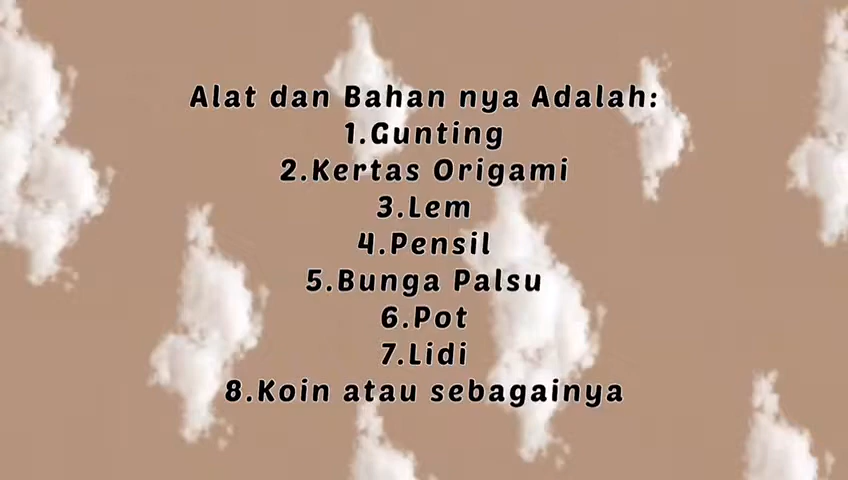 Alat dan Bahan nya Adalah:
1.Gunting
2.Kertas Origami
3.Lem
4.Pensil
5.Bunga Palsu
6.Pot
7.Lidi
8.Koin atau sebagainya